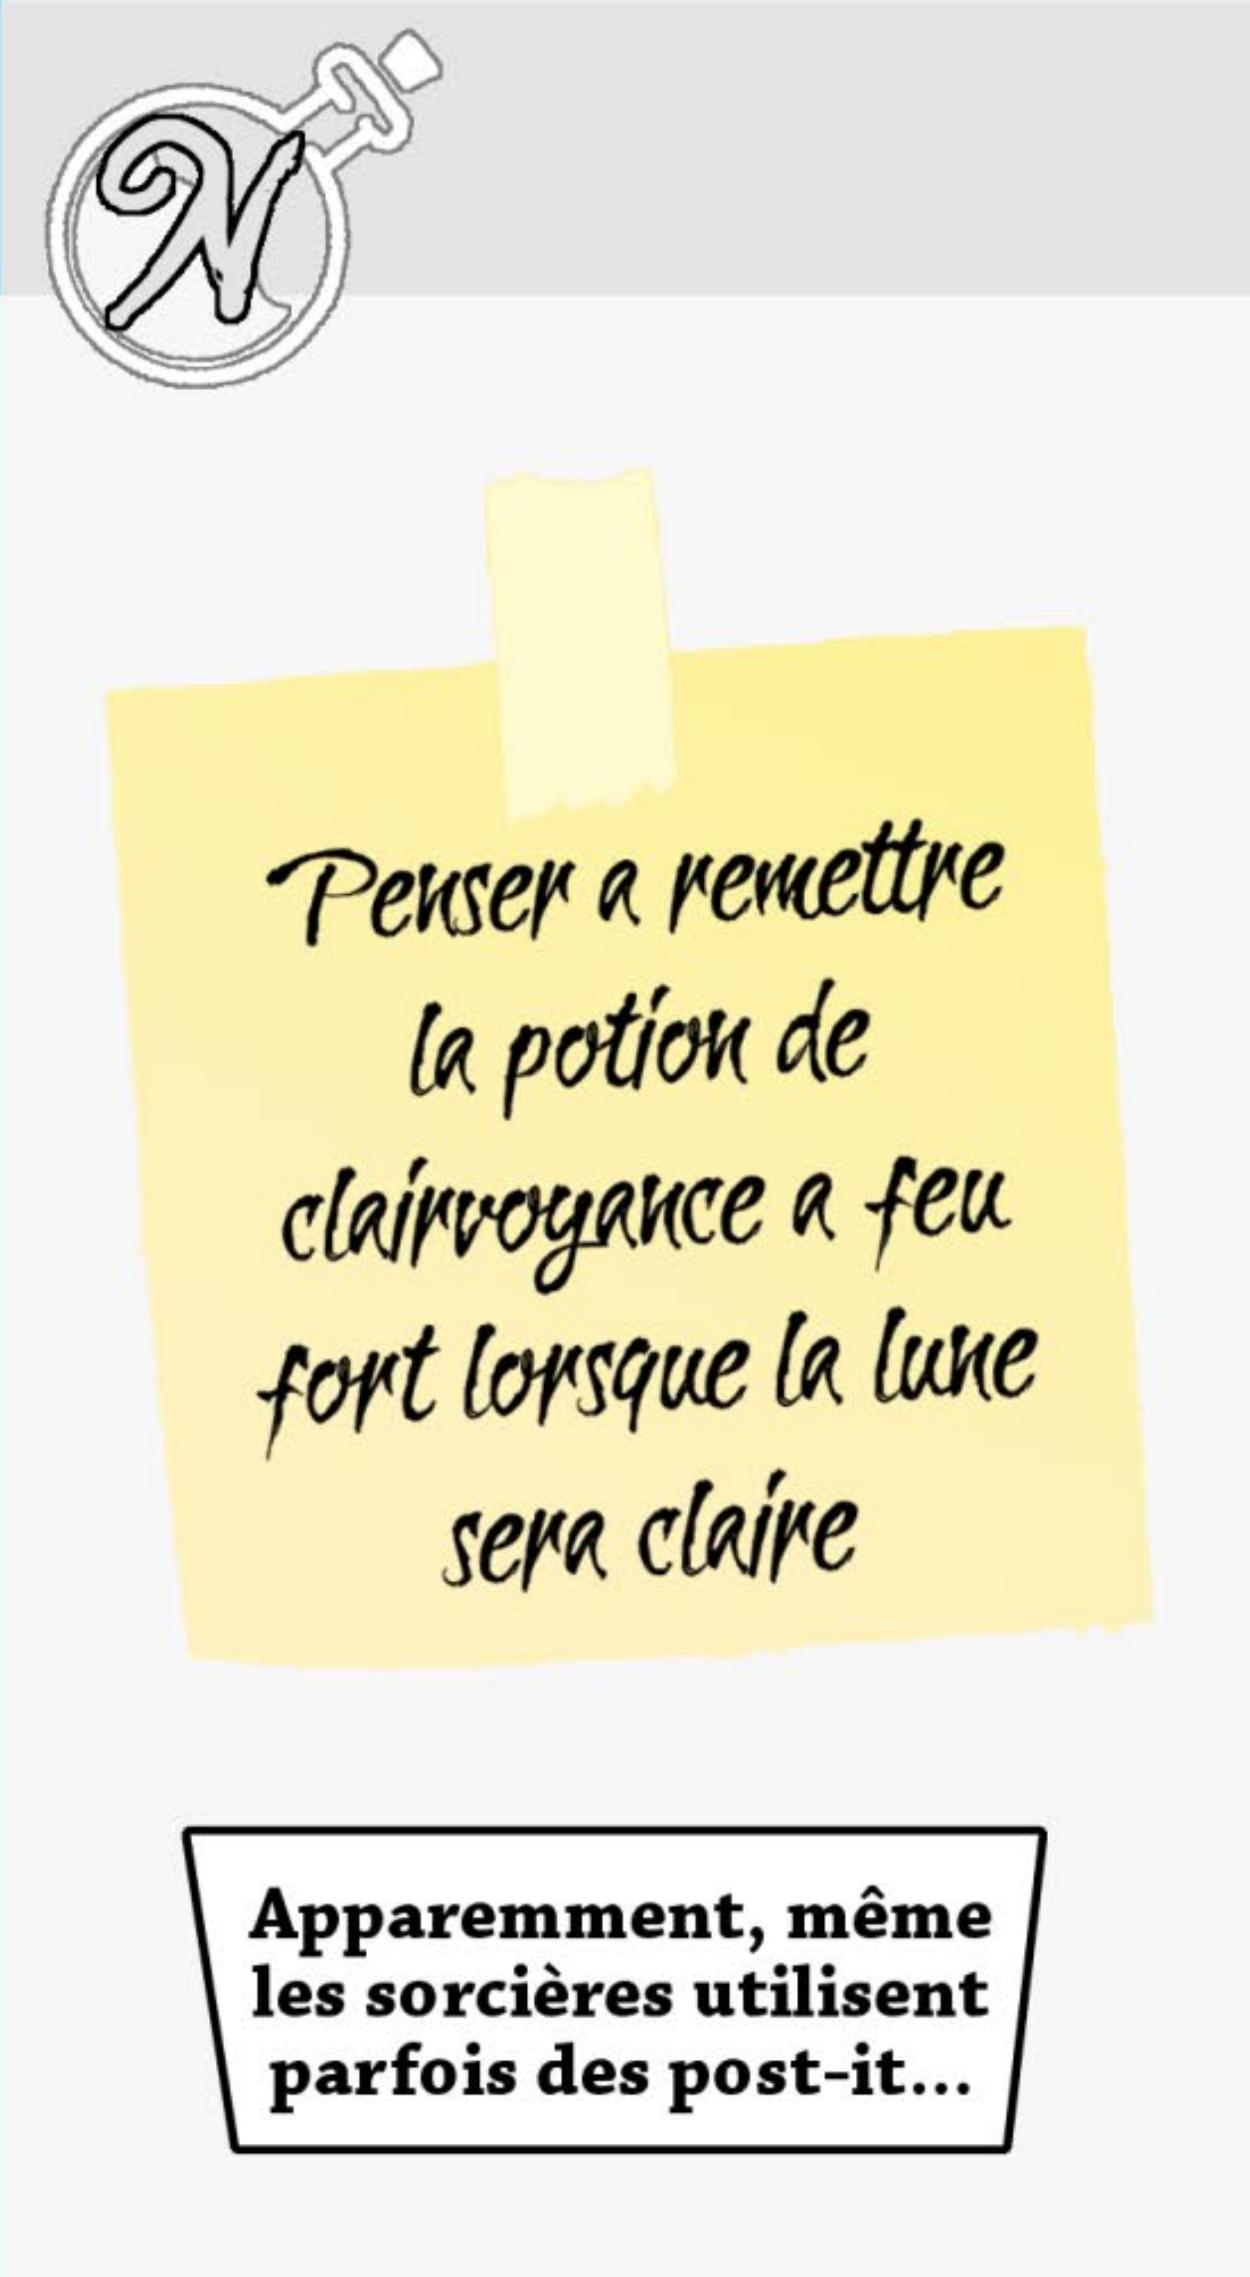 N
Penser a remettre
la potion de
clairvoyance a feu
fort lorsque la lune
sera claire
Apparemment, même
les sorcières utilisent
parfois des post-it...